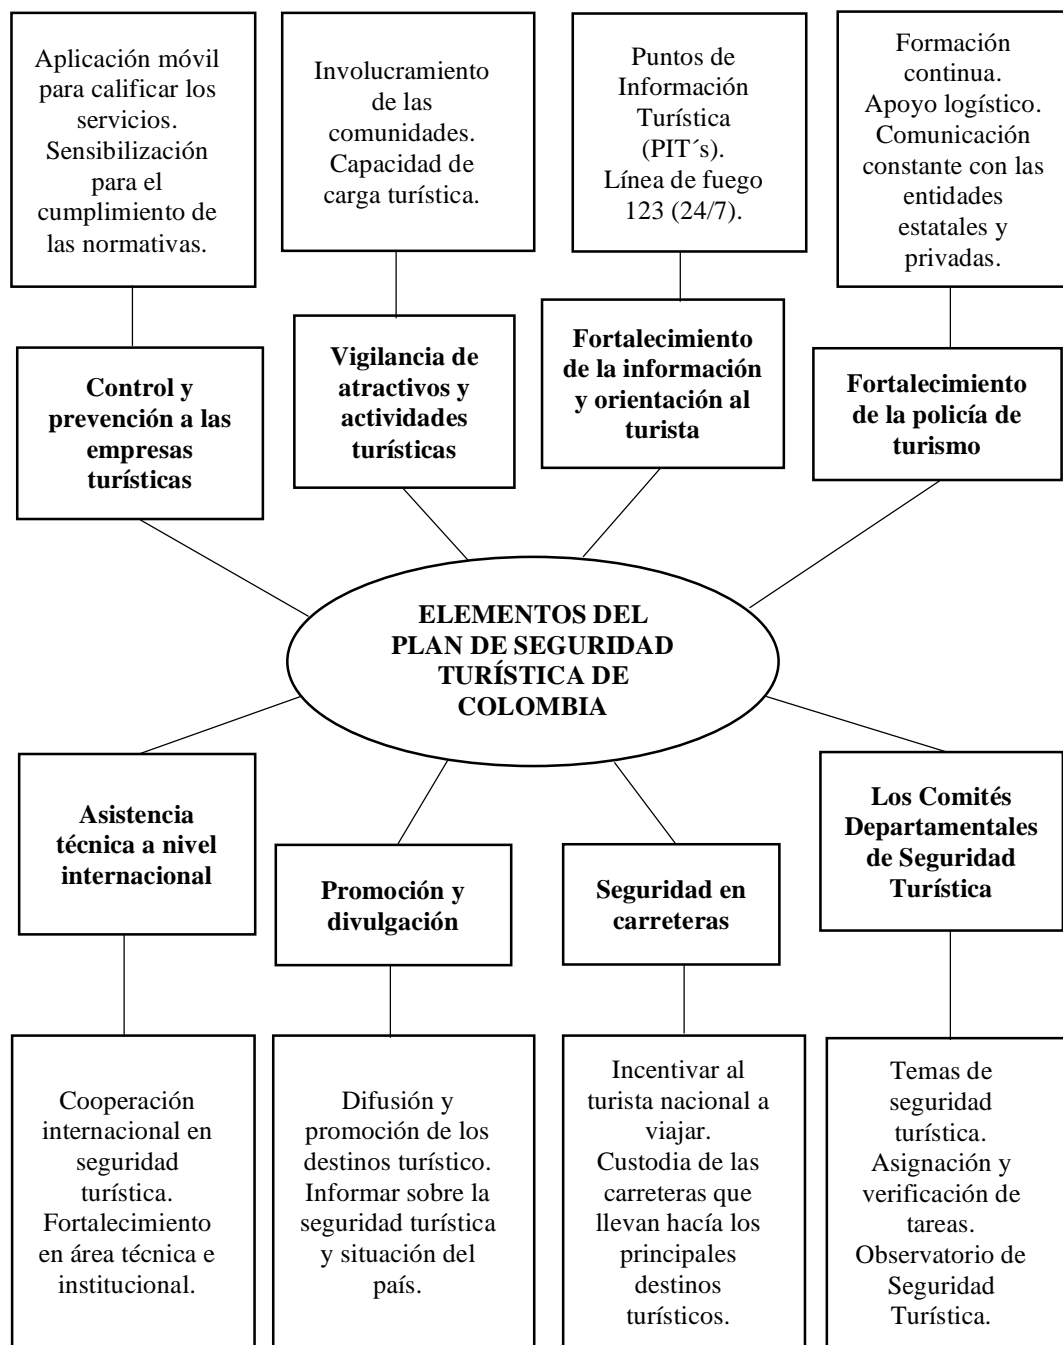 Aplicación móvil
para calificar los
servicios.
Sensibilización
para el
cumplimiento de
las normativas.
Involucramiento
de las
comunidades.
Capacidad de
carga turística.
Puntos de
Información
Turística
(PIT´s).
Línea de fuego
123 (24/7).
Formación
continua.
Apoyo logístico.
Comunicación
constante con las
entidades
estatales y
privadas.
Control y
prevención a las
empresas
turísticas
Vigilancia de
atractivos y
actividades
turísticas
Fortalecimiento
de la información
y orientación al
turista
Fortalecimiento
de la policía de
turismo
ELEMENTOS DEL
PLAN DE SEGURIDAD
TURÍSTICA DE
COLOMBIA
Asistencia
técnica a nivel
internacional
Promoción y
divulgación
Seguridad en
carreteras
Los Comités
Departamentales
de Seguridad
Turística
Cooperación
internacional en
seguridad
turística.
Fortalecimiento
en área técnica e
institucional.
Difusión y
promoción de los
destinos turístico.
Informar sobre la
seguridad turística
y situación del
país.
Incentivar al
turista nacional a
viajar.
Custodia de las
carreteras que
llevan hacía los
principales
destinos
turísticos.
Temas de
seguridad
turística.
Asignación y
verificación de
tareas.
Observatorio de
Seguridad
Turística.